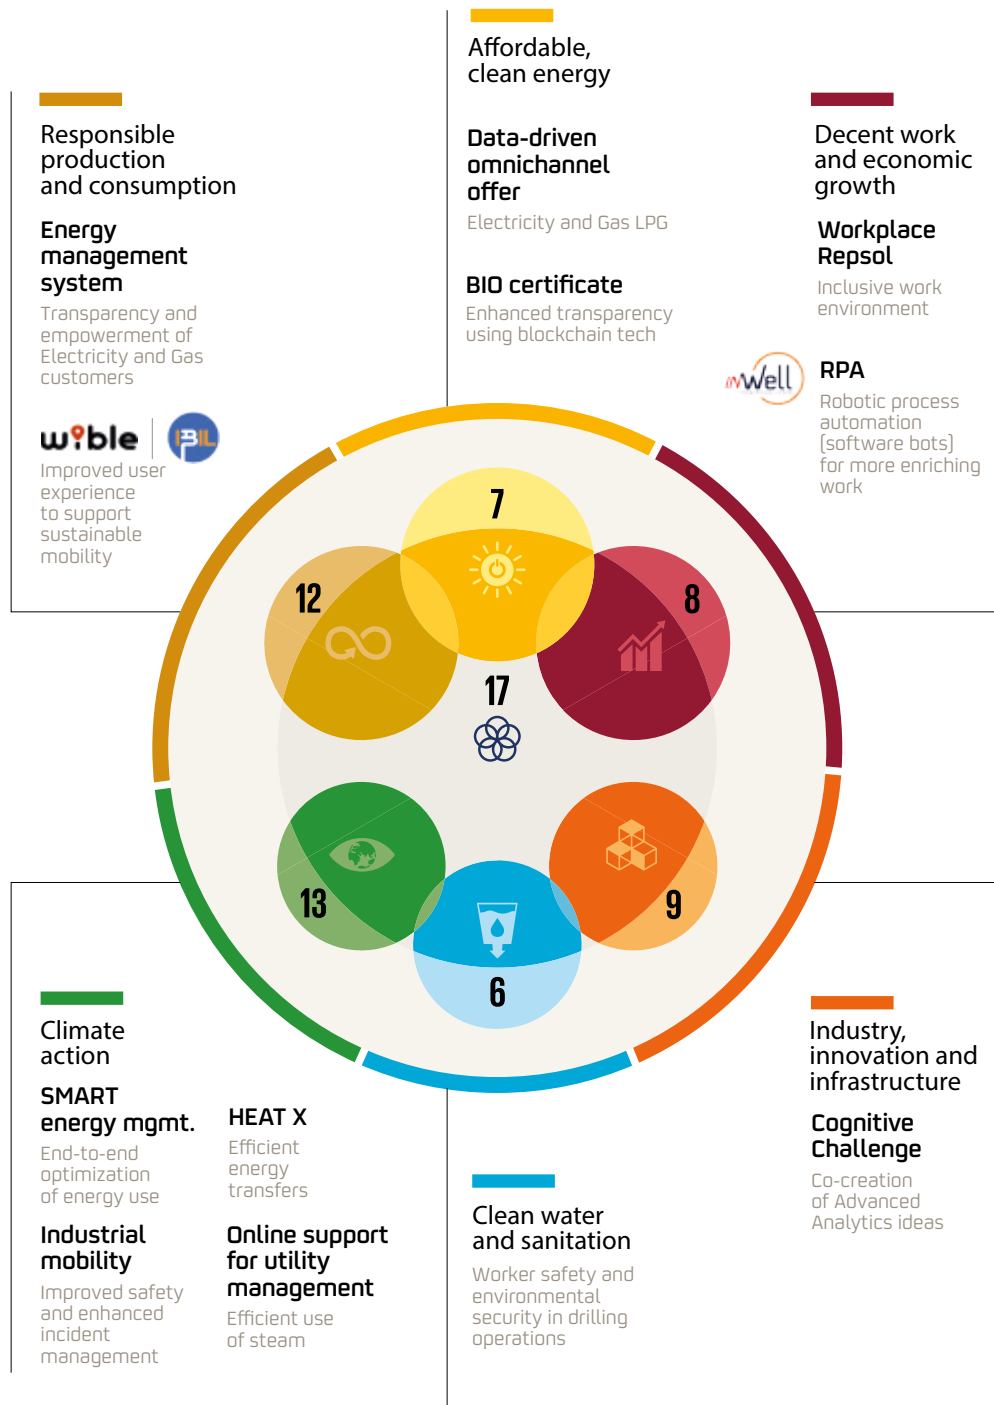 Affordable,
clean energy
Data-driven
omnichannel
offer
Electricity and Gas LPG
BIO certificate
Enhanced transparency
using blockchain tech
Responsible
production
and consumption
Energy
management
system
Transparency and
empowerment of
Electricity and Gas
customers
wible
IBIL
Improved user
experience
to support
sustainable
mobility
Decent work
and economic
growth
Workplace
Repsol
Inclusive work
environment
inWell
RPA
Robotic process
automation
(software bots)
for more enriching
work
7
12
8
17
13
9
6
Climate
action
SMART
energy mgmt.
End-to-end
optimization
of energy use
HEAT X
Efficient
energy
transfers
Industrial
mobility
Improved safety
and enhanced
incident
management
Online support
for utility
management
Efficient use
of steam
Clean water
and sanitation
Worker safety and
environmental
security in drilling
operations
Industry,
innovation and
infrastructure
Cognitive
Challenge
Co-creation
of Advanced
Analytics ideas